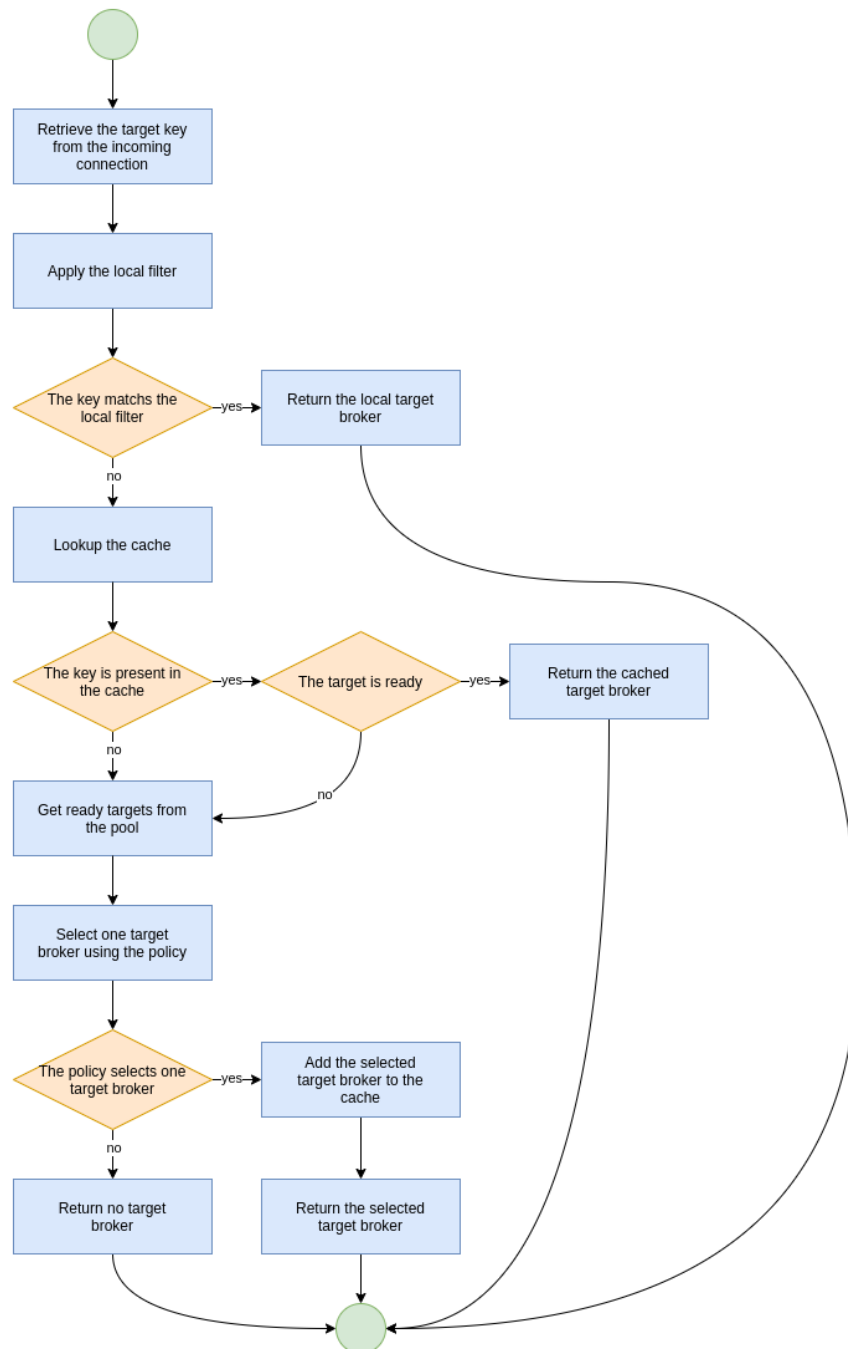 Retrieve the target key
from the incoming
connection
Apply the local filter
The key matchs the
local filter
yes
Return the local target
broker
no
Lookup the cache
The key is present in
the cache
yes
The target is ready
yes
Return the cached
target broker
no
no
Get ready targets from
the pool
Select one target
broker using the policy
The policy selects one
target broker
yes
Add the selected
target broker to the
cache
no
Return no target
broker
Return the selected
target broker